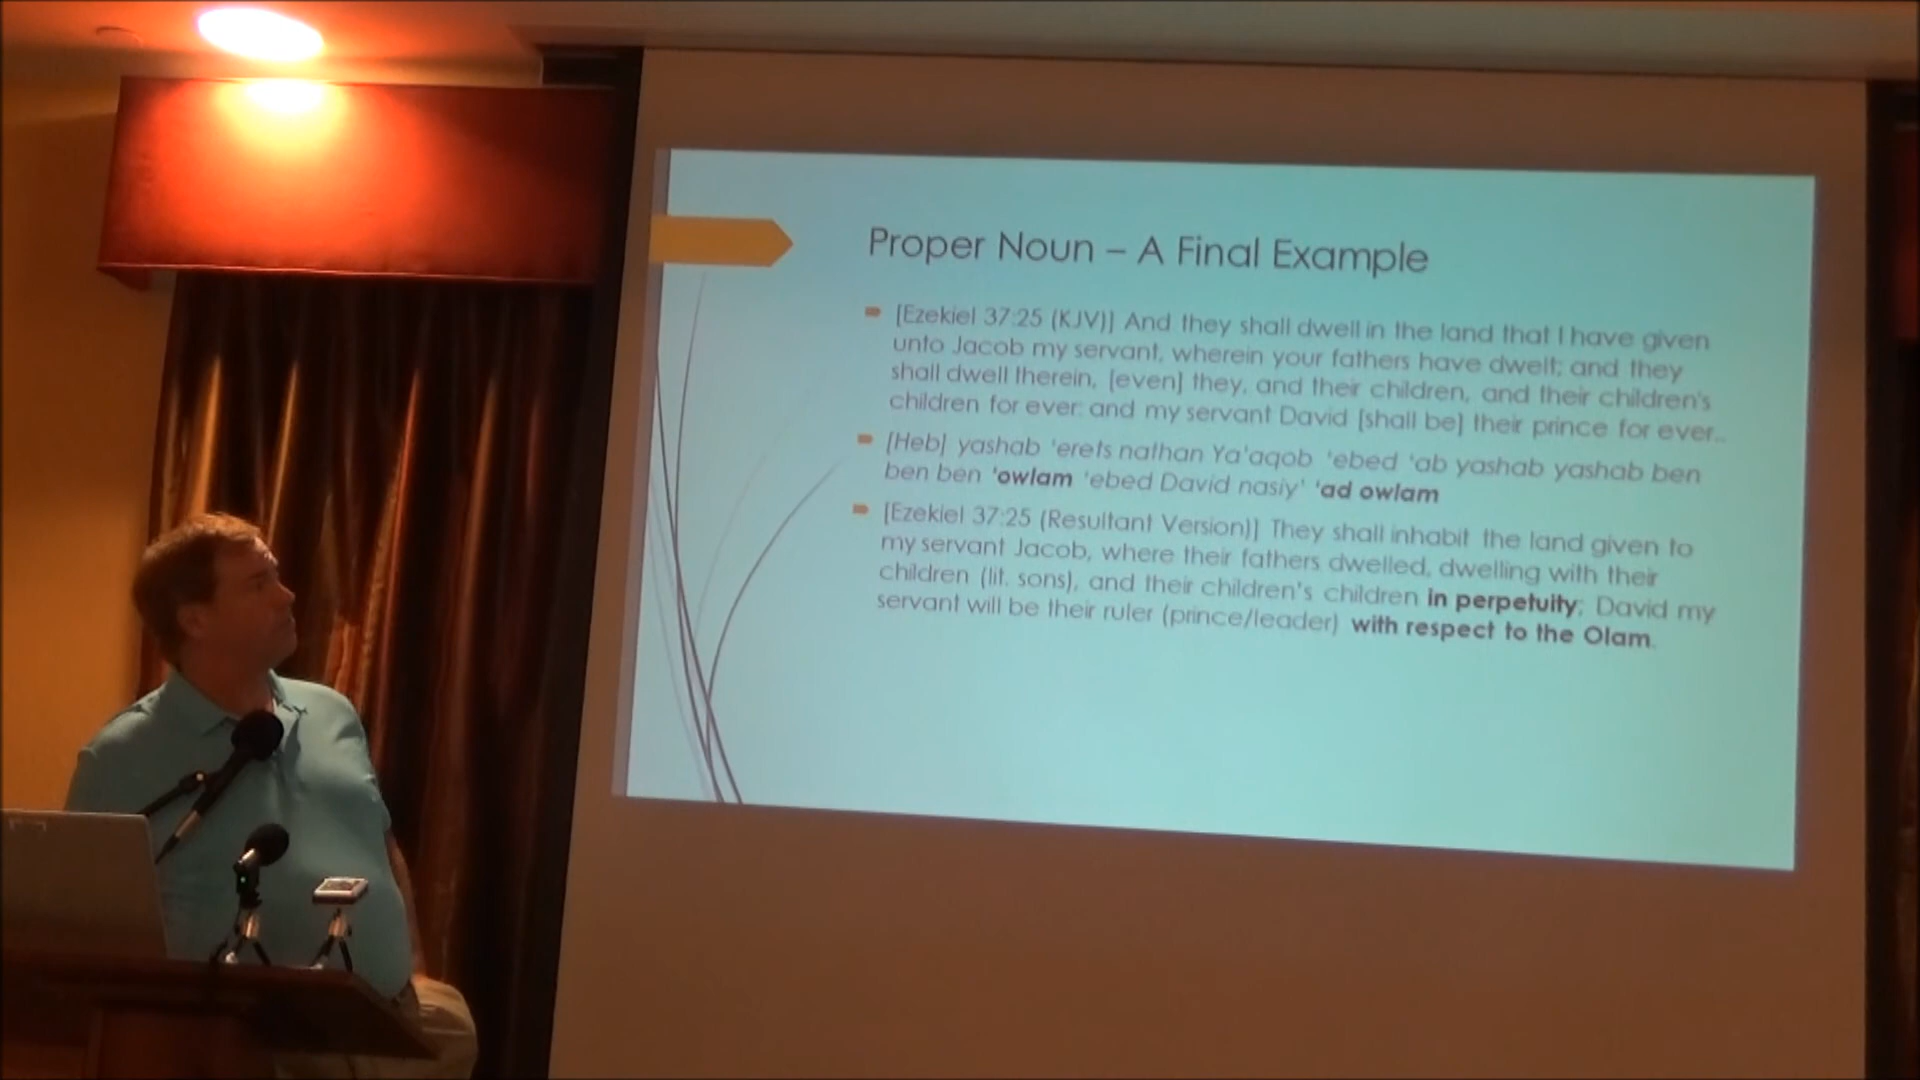 Proper Noun – A Final Example
[Ezekiel 37:25 (KJV)] And they shall dwell in the land that I have given
unto Jacob my servant, wherein your fathers have dwelt; and they
shall dwell therein, [even] they, and their children, and their children's
children for ever: and my servant David [shall be] their prince for ever..
[Heb] yashab 'erets nathan Ya'aqob 'ebed 'ab yashab yashab ben
ben ben 'owlam 'ebed David nasiy' 'ad owlam
[Ezekiel 37:25 (Resultant Version)] They shall inhabit the land given to
my servant Jacob, where their fathers dwelled, dwelling with their
children (lit. sons), and their children's children in perpetuity; David my
servant will be their ruler (prince/leader) with respect to the Olam.